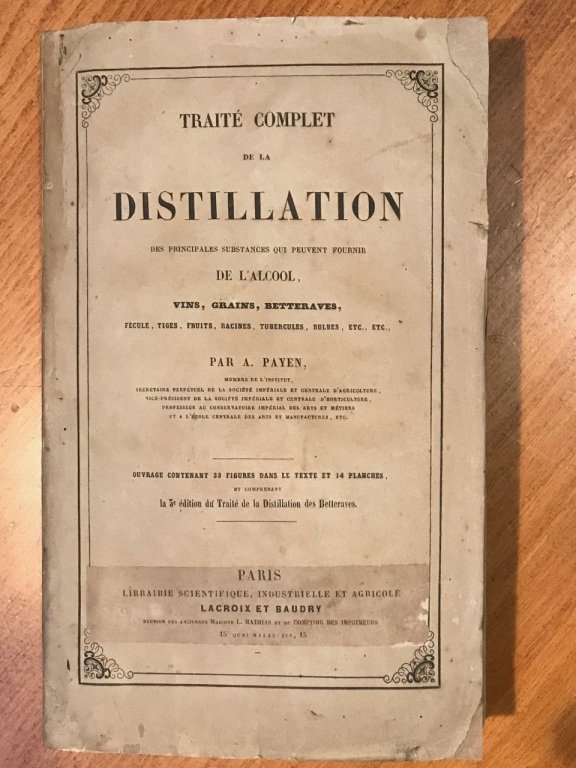 TRAITÉ COMPLET
DE LA
DISTILLATION
DES PRINCIPALES SUBSTANCES QUI PEUVENT FOURNIR
DE L'ALCOOL,
VINS, GRAINS, BETTERAVES,
FÉCULE, TIGES, FRUITS, RACINES, TUBERCULES, BULBES, ETC., ETC.,
PAR A. PAYEN,
MEMBRE DE L'INSTITUT,
SECRÉTAIRE PERPÉTUEL DE LA SOCIÉTÉ IMPÉRIALE ET CENTRALE D'AGRICULTURE,
VICE-PRÉSIDENT DE LA SOCIÉTÉ IMPÉRIALE ET CENTRALE D'HORTICULTURE,
PROFESSEUR AU CONSERVATOIRE IMPÉRIAL DES ARTS ET MÉTIERS
ET A L'ÉCOLE CENTRALE DES ARTS ET MANUFACTURES, ETC.
OUVRAGE CONTENANT 33 FIGURES DANS LE TEXTE ET 14 PLANCHES,
ET COMPRENANT
la 3e édition du Traité de la Distillation des Betteraves.
PARIS
LIBRAIRIE SCIENTIFIQUE, INDUSTRIELLE ET AGRICOLE
LACROIX ET BAUDRY
RÉUNION DES ANCIENNES MAISONS L. MATHIAS ET DU COMPTOIR DES IMPRIMEURS
15 QUAI MALAQUAIS, 15